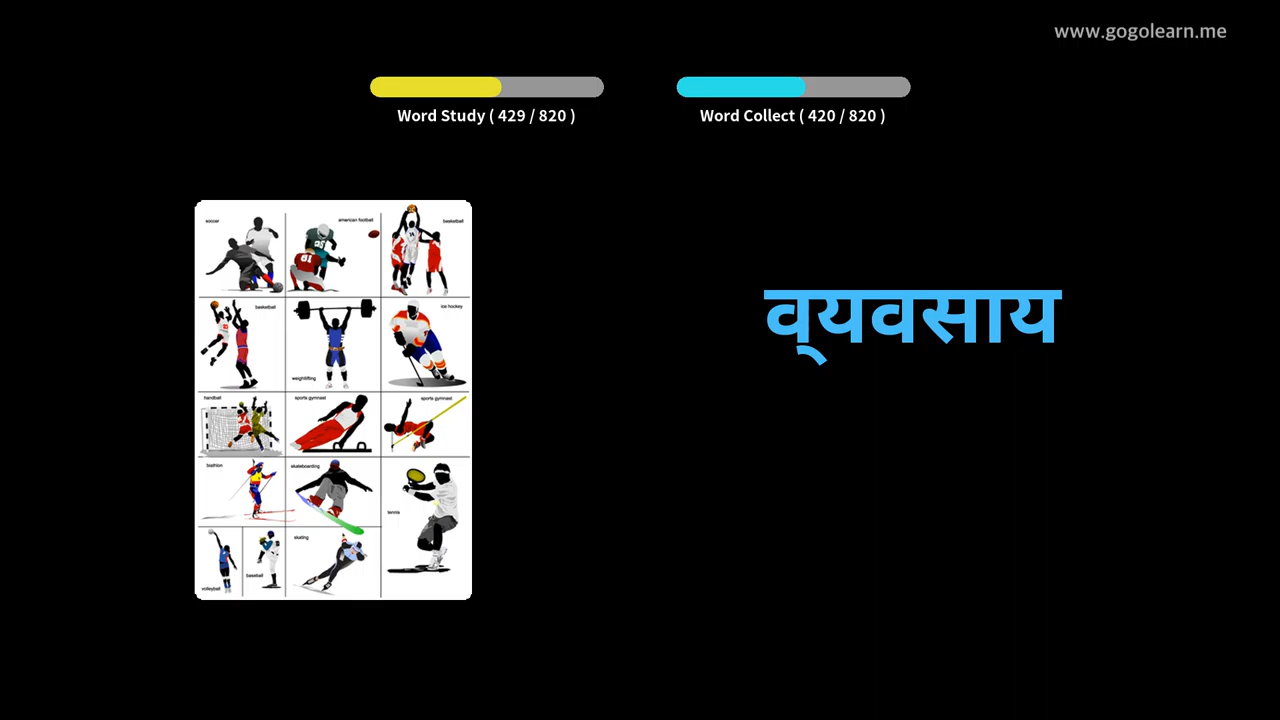 www.gogolearn.me
Word Study ( 429 / 820 )
Word Collect ( 420 / 820 )
soccer
american football
basketball
व्‌यवसाय
basketball
weightlifting
ice hockey
handball
sports gymnast
sports gymnast
biathlon
skateboarding
tennis
volleyball
baseball
skating